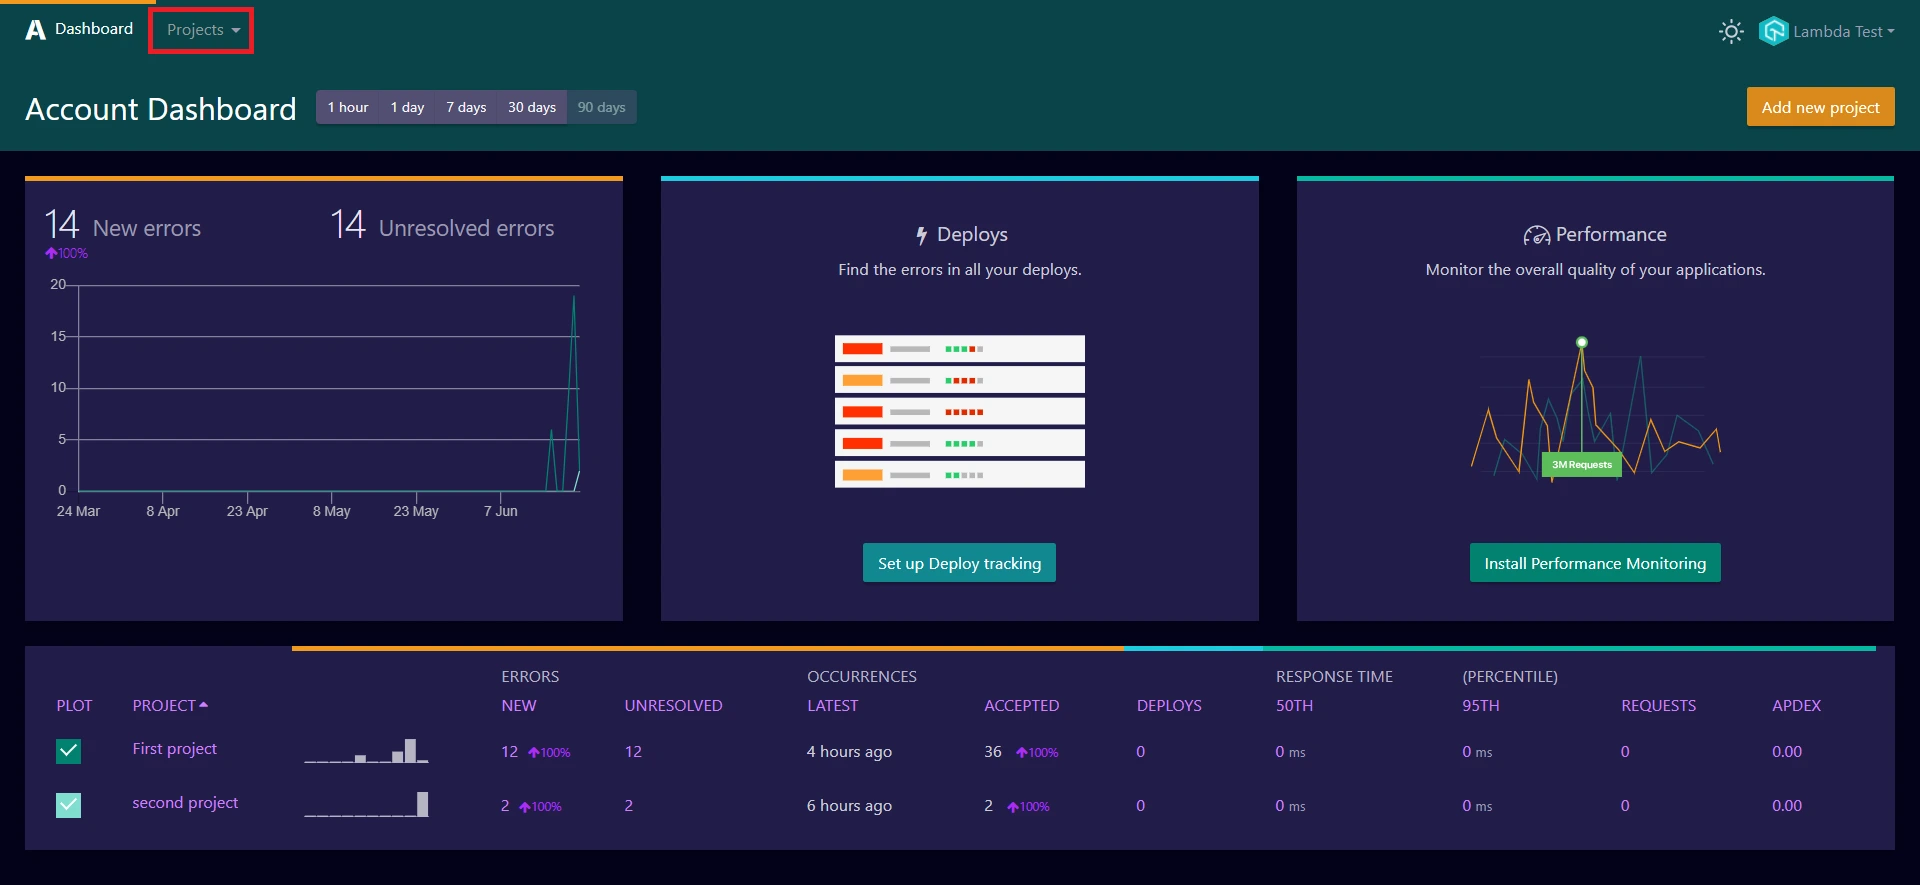 Dashboard Projects Lambda Test
Account Dashboard 1 hour 1 day 7 days 30 days 90 days Add new project
14 New errors 14 Unresolved errors
100%
20
15
10
5
0
24 Mar 8 Apr 23 Apr 8 May 23 May 7 Jun
Deploys
Find the errors in all your deploys.
Set up Deploy tracking
Performance
Monitor the overall quality of your applications.
3M Requests
Install Performance Monitoring
ERRORS OCCURRENCES RESPONSE TIME (PERCENTILE)
PLOT PROJECT NEW UNRESOLVED LATEST ACCEPTED DEPLOYS 50TH 95TH REQUESTS APDEX
First project 12 100% 12 4 hours ago 36 100% 0 0 ms 0 ms 0 0.00
second project 2 100% 2 6 hours ago 2 100% 0 0 ms 0 ms 0 0.00